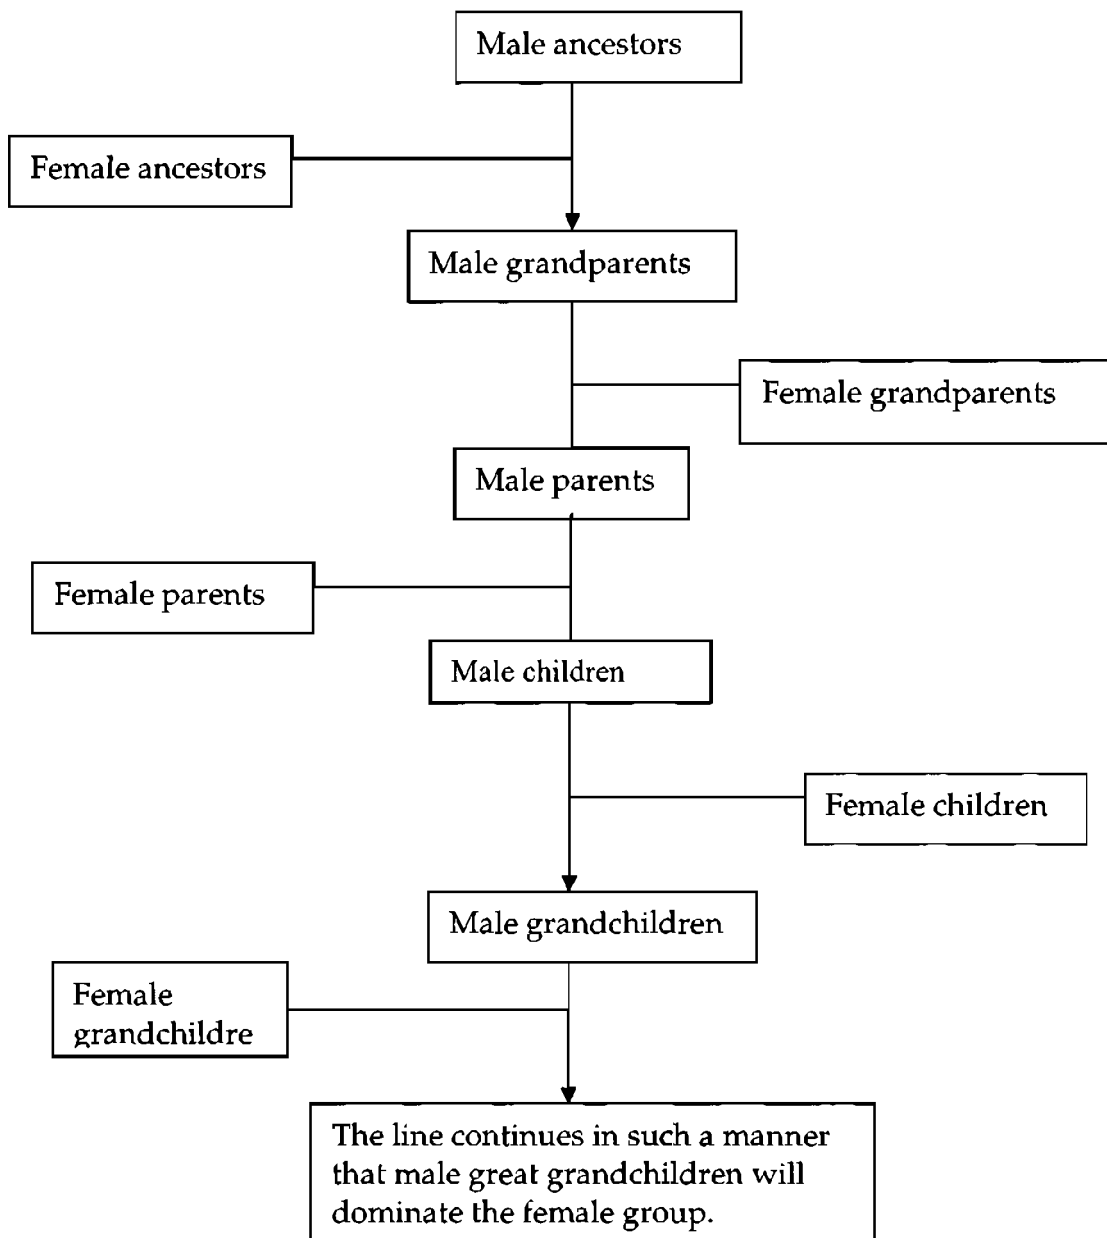 Male ancestors
Female ancestors
Male grandparents
Female grandparents
Male parents
Female parents
Male children
Female children
Male grandchildren
Female
grandchildre
The line continues in such a manner
that male great grandchildren will
dominate the female group.